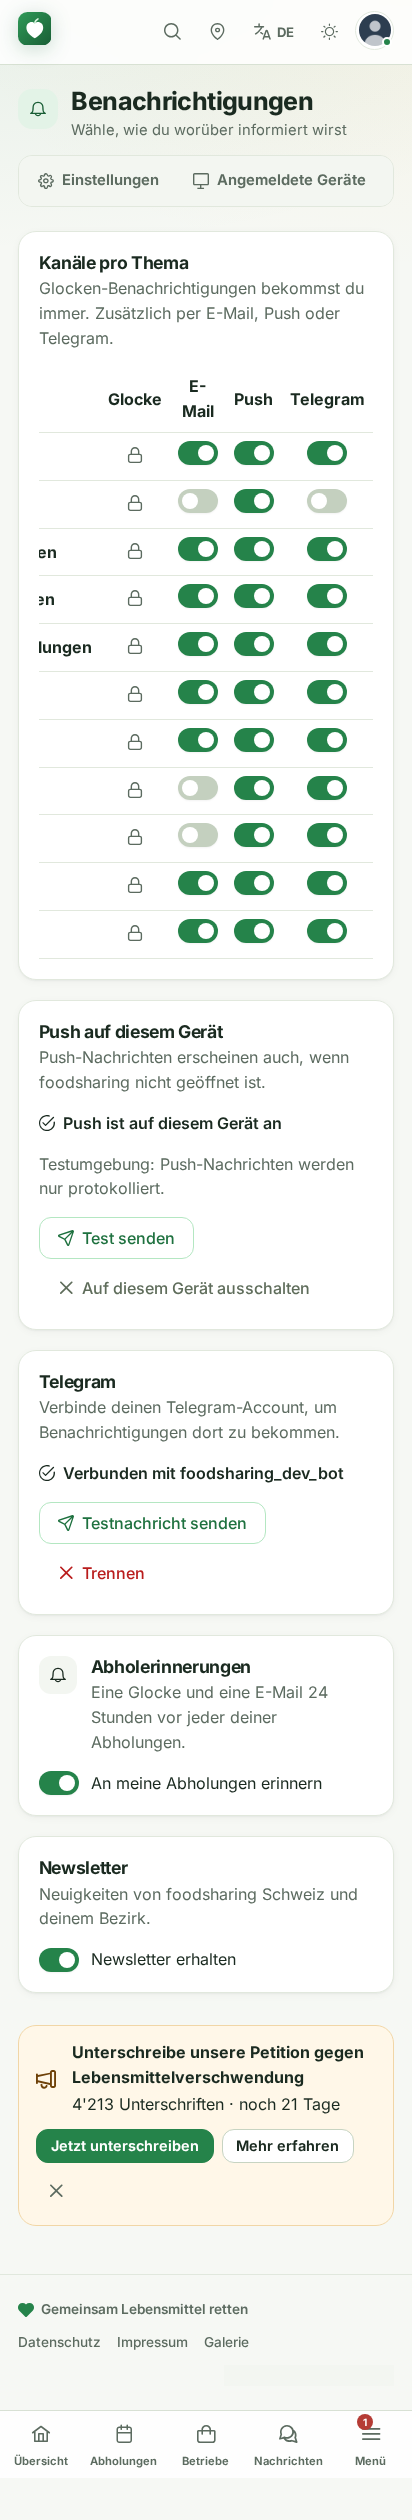 DE
Benachrichtigungen
Wähle, wie du worüber informiert wirst
Einstellungen Angemeldete Geräte
Kanäle pro Thema
Glocken-Benachrichtigungen bekommst du
immer. Zusätzlich per E-Mail, Push oder
Telegram.
Glocke E-Mail Push Telegram
en
en
lungen
Push auf diesem Gerät
Push-Nachrichten erscheinen auch, wenn
foodsharing nicht geöffnet ist.
Push ist auf diesem Gerät an
Testumgebung: Push-Nachrichten werden
nur protokolliert.
Test senden
Auf diesem Gerät ausschalten
Telegram
Verbinde deinen Telegram-Account, um
Benachrichtigungen dort zu bekommen.
Verbunden mit foodsharing_dev_bot
Testnachricht senden
Trennen
Abholerinnerungen
Eine Glocke und eine E-Mail 24
Stunden vor jeder deiner
Abholungen.
An meine Abholungen erinnern
Newsletter
Neuigkeiten von foodsharing Schweiz und
deinem Bezirk.
Newsletter erhalten
Unterschreibe unsere Petition gegen
Lebensmittelverschwendung
4'213 Unterschriften · noch 21 Tage
Jetzt unterschreiben Mehr erfahren
Gemeinsam Lebensmittel retten
Datenschutz Impressum Galerie
1
Übersicht Abholungen Betriebe Nachrichten Menü